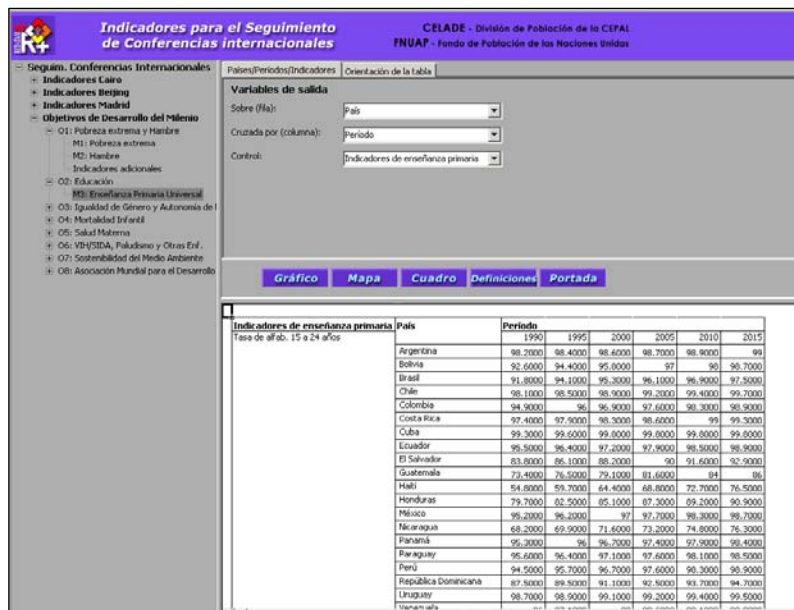 R+
Indicadores para el Seguimiento
de Conferencias internacionales
CELADE - División de Población de la CEPAL
FNUAP - Fondo de Población de las Naciones Unidas
Seguim. Conferencias Internacionales
Indicadores Cairo
Indicadores Beijing
Indicadores Madrid
Objetivos de Desarrollo del Milenio
O1: Pobreza extrema y Hambre
M1: Pobreza extrema
M2: Hambre
Indicadores adicionales
O2: Educación
M3: Enseñanza Primaria Universal
O3: Igualdad de Género y Autonomía de l
O4: Mortalidad Infantil
O5: Salud Materna
O6: VIH/SIDA, Paludismo y Otras Enf.
O7: Sostenibilidad del Medio Ambiente
O8: Asociación Mundial para el Desarrollo
Países/Períodos/Indicadores Orientación de la tabla
Variables de salida
Sobre (fila): País
Cruzada por (columna): Período
Control: Indicadores de enseñanza primaria
Gráfico Mapa Cuadro Definiciones Portada
Indicadores de enseñanza primaria País Período
Tasa de alfab. 15 a 24 años 1990 1995 2000 2005 2010 2015
Argentina 98.2000 98.4000 98.6000 98.7000 98.9000 99
Bolivia 92.6000 94.4000 95.8000 97 98 98.7000
Brasil 91.8000 94.1000 95.3000 96.1000 96.9000 97.5000
Chile 98.1000 98.5000 98.9000 99.2000 99.4000 99.7000
Colombia 94.9000 96 96.9000 97.6000 98.3000 98.9000
Costa Rica 97.4000 97.9000 98.3000 98.6000 99 99.3000
Cuba 99.3000 99.6000 99.8000 99.8000 99.8000 99.8000
Ecuador 95.5000 96.4000 97.2000 97.9000 98.5000 98.9000
El Salvador 83.8000 86.1000 88.2000 90 91.6000 92.9000
Guatemala 73.4000 76.5000 79.1000 81.6000 84 86
Haití 54.8000 59.7000 64.4000 68.8000 72.7000 76.5000
Honduras 79.7000 82.5000 85.1000 87.3000 89.2000 90.9000
México 95.2000 96.2000 97 97.7000 98.3000 98.7000
Nicaragua 68.2000 69.9000 71.6000 73.2000 74.8000 76.3000
Panamá 95.3000 96 96.7000 97.4000 97.9000 98.4000
Paraguay 95.6000 96.4000 97.1000 97.6000 98.1000 98.5000
Perú 94.5000 95.7000 96.7000 97.6000 98.3000 98.9000
República Dominicana 87.5000 89.5000 91.1000 92.5000 93.7000 94.7000
Uruguay 98.7000 98.9000 99.1000 99.2000 99.4000 99.5000
Venezuela